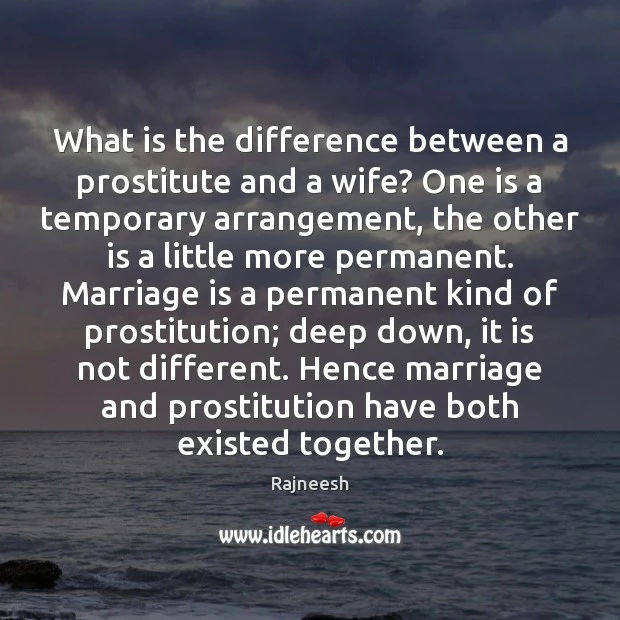 What is the difference between a
prostitute and a wife? One is a
temporary arrangement, the other
is a little more permanent.
Marriage is a permanent kind of
prostitution; deep down, it is
not different. Hence marriage
and prostitution have both
existed together.
Rajneesh
www.idlehearts.com